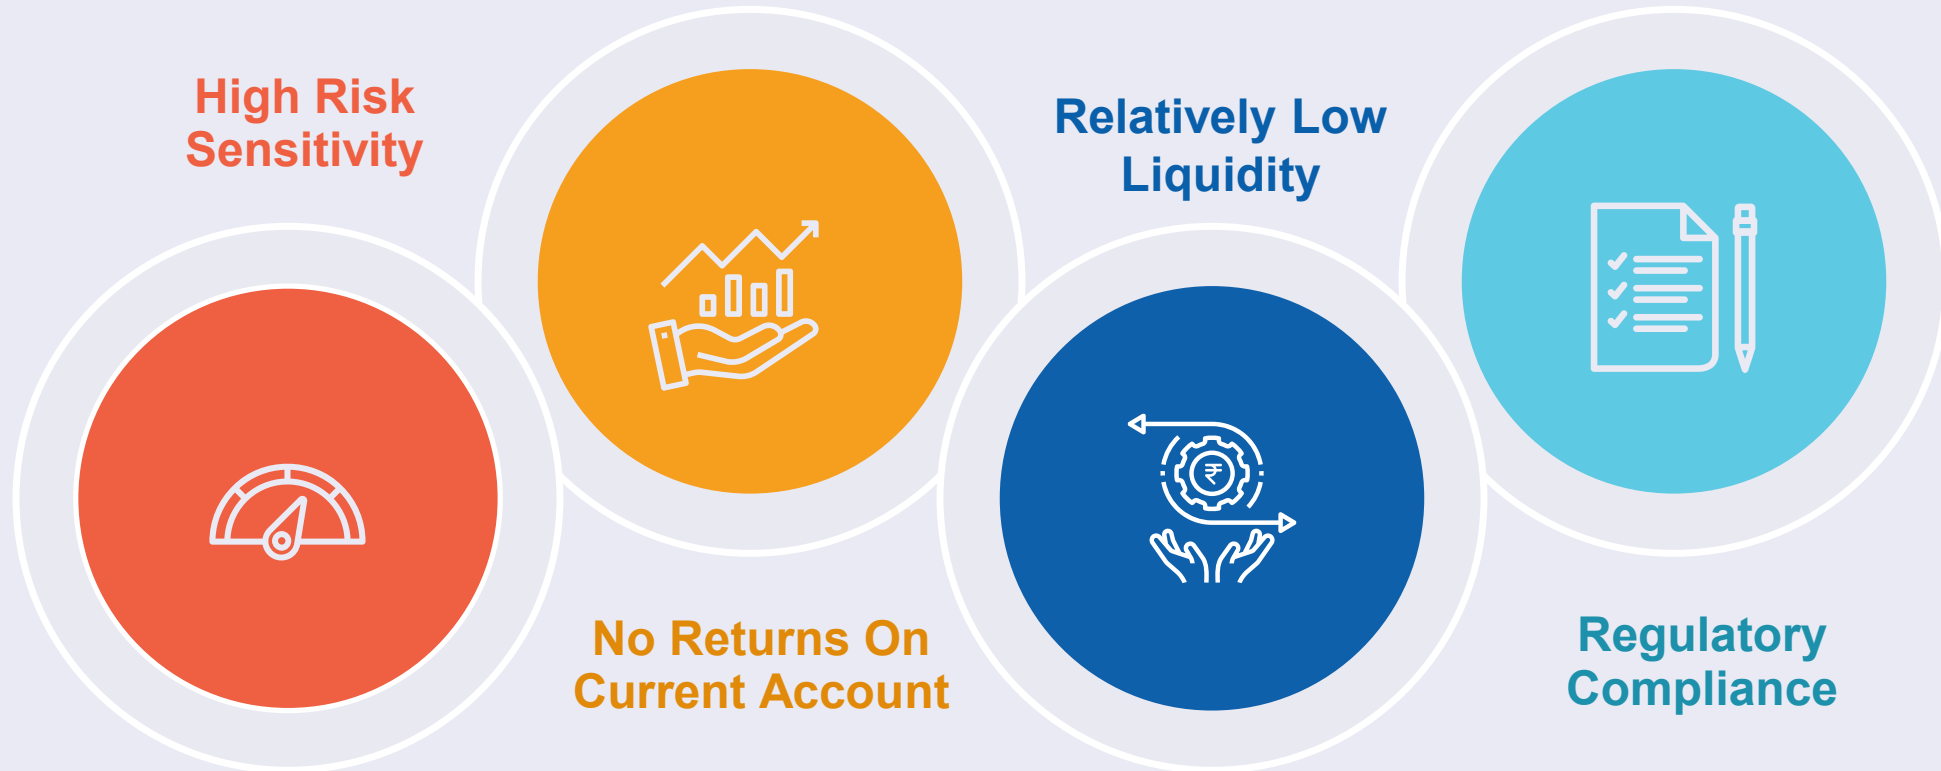 High Risk
Sensitivity
No Returns On
Current Account
Relatively Low
Liquidity
₹
Regulatory
Compliance